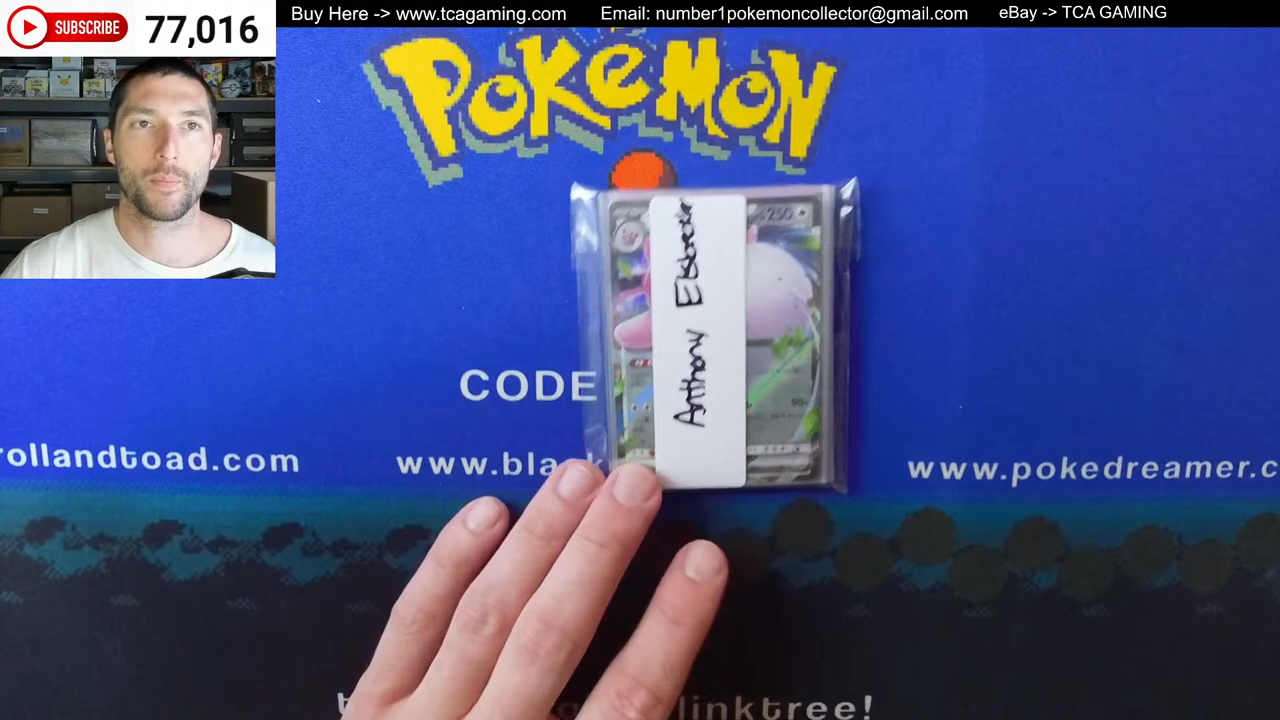 SUBSCRIBE 77,016
Buy Here -> www.tcagaming.com Email: number1pokemoncollector@gmail.com eBay -> TCA GAMING
POKEMON
250
Anthony
CODE
rollandtoad.com
www.bla
www.pokedreamer.c
linktree!